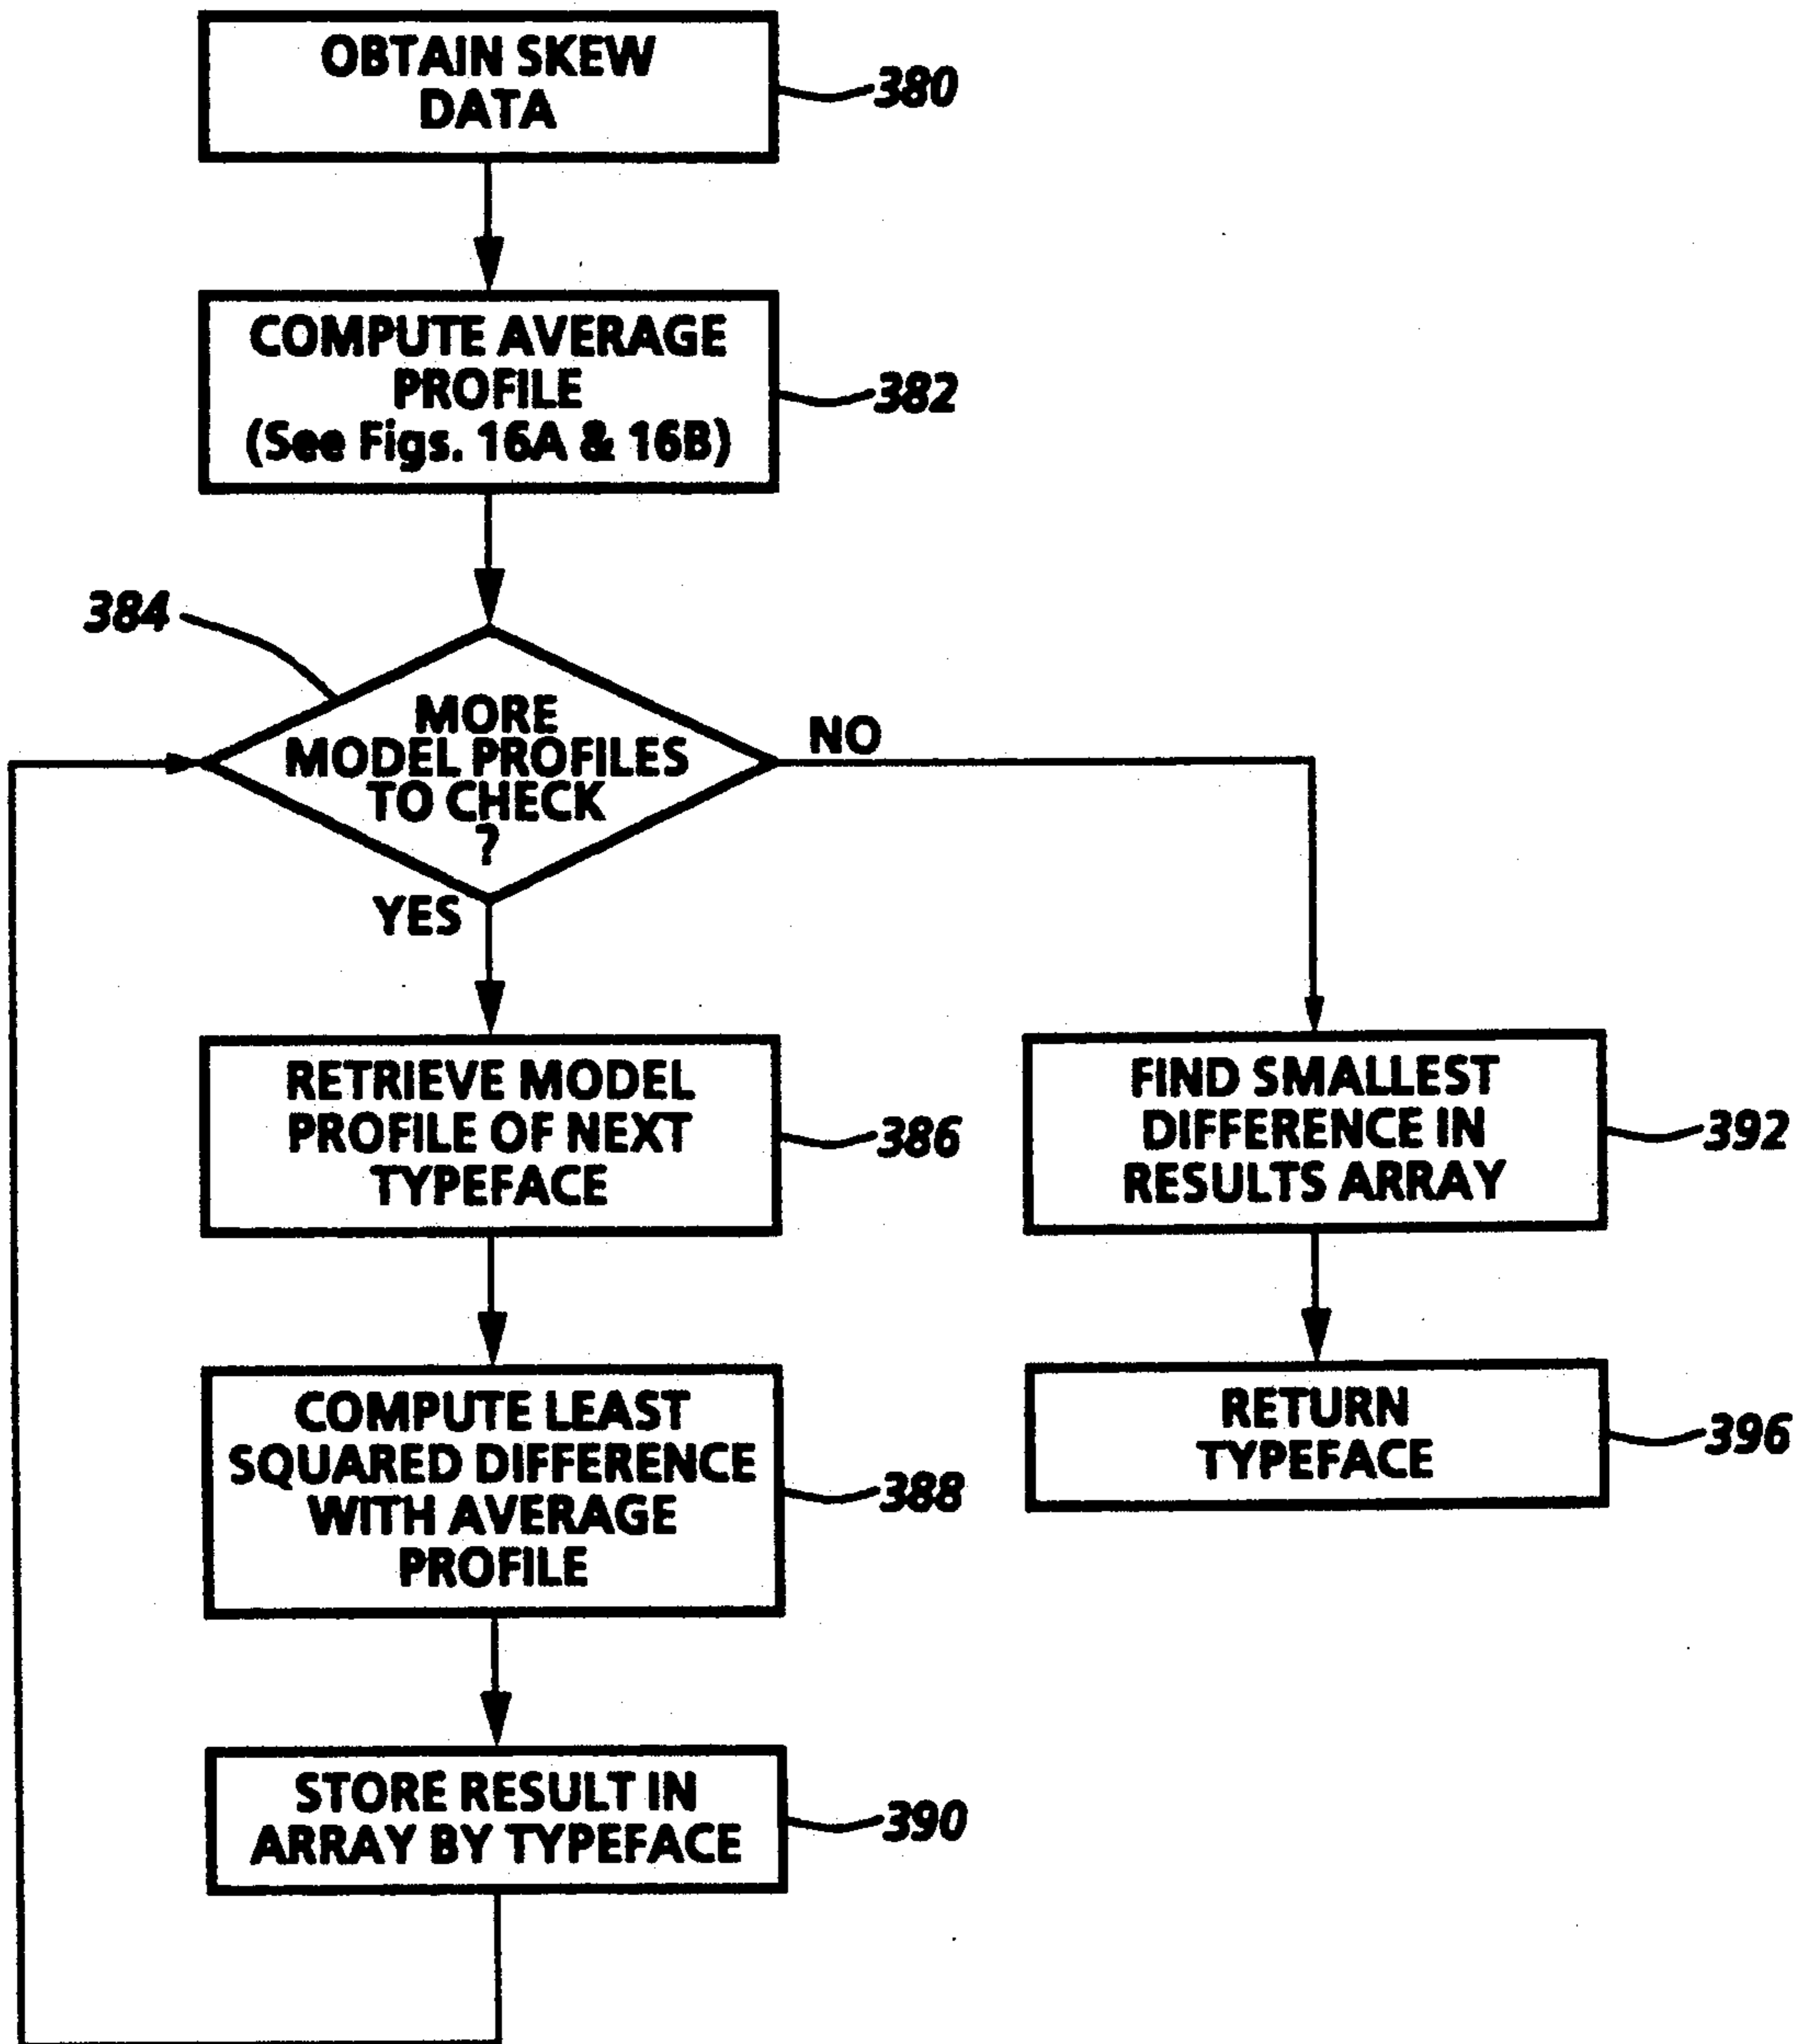 OBTAIN SKEW
DATA
380
COMPUTE AVERAGE
PROFILE
(See Figs. 16A & 16B)
382
384
MORE
MODEL PROFILES
TO CHECK
?
NO
YES
RETRIEVE MODEL
PROFILE OF NEXT
TYPEFACE
386
FIND SMALLEST
DIFFERENCE IN
RESULTS ARRAY
392
COMPUTE LEAST
SQUARED DIFFERENCE
WITH AVERAGE
PROFILE
388
RETURN
TYPEFACE
396
STORE RESULT IN
ARRAY BY TYPEFACE
390